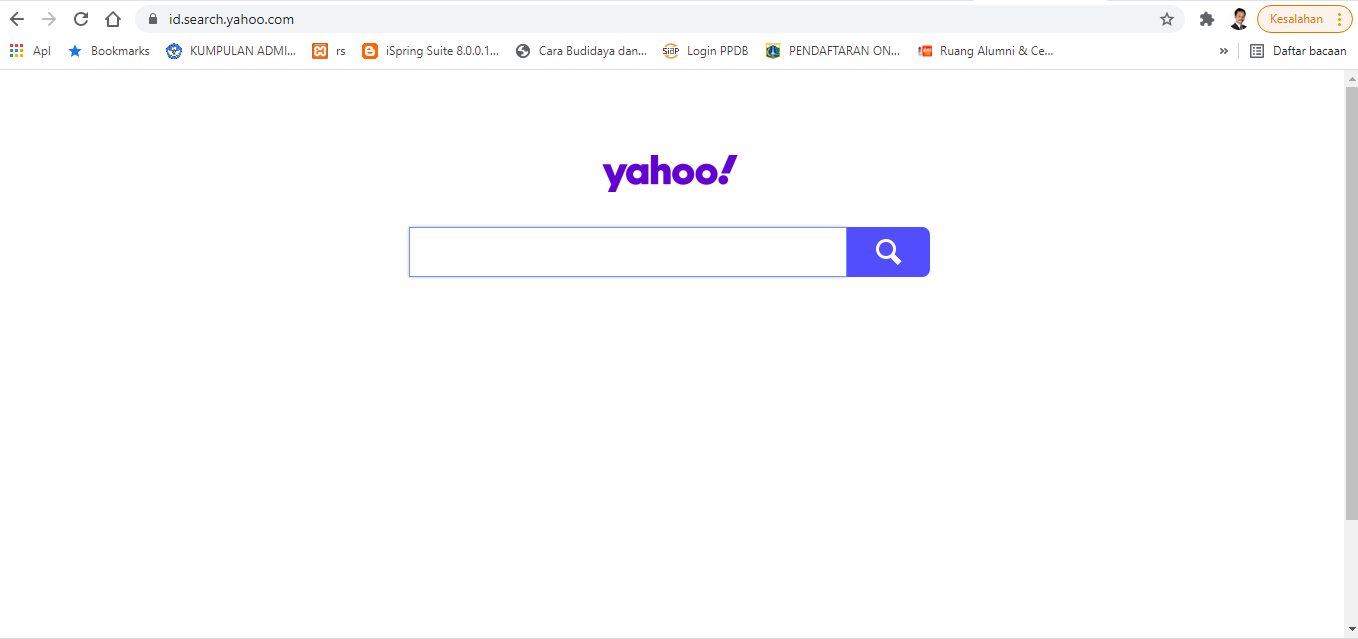 id.search.yahoo.com
Kesalahan
Apl Bookmarks KUMPULAN ADMI... rs iSpring Suite 8.0.0.1... Cara Budidaya dan... SIAP Login PPDB PENDAFTARAN ON... Ruang Alumni & Ce... » Daftar bacaan
yahoo!